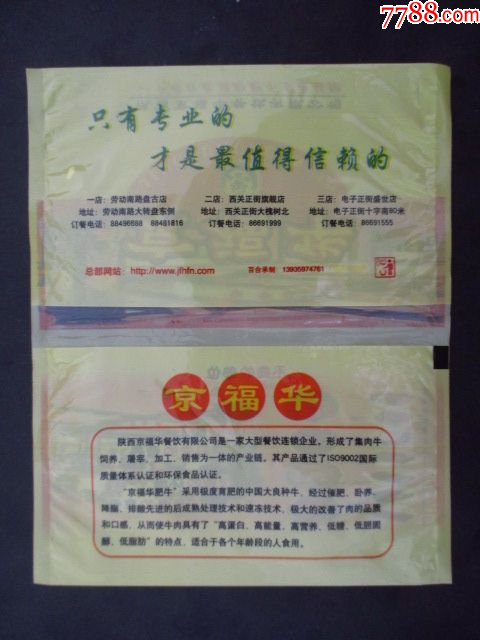 7788.com
只有专业的
才是最值得信赖的
一店：劳动南路盘古店 二店：西关正街旗舰店 三店：电子正街盛世店
地址：劳动南路大转盘东侧 地址：西关正街大槐树北 地址：电子正街十字南80米
订餐电话：88496688 88481816 订餐电话：86691999 订餐电话：86691555
总部网站：http://www.jfhfn.com 百合承制 13935974761
京福华
陕西京福华餐饮有限公司是一家大型餐饮连锁企业。形成了集肉牛
饲养、屠宰、加工、销售为一体的产业链。其产品通过了ISO9002国际
质量体系认证和环保食品认证。
“京福华肥牛”采用极度育肥的中国大良种牛、经过催肥、卧养、
降脂、排酸先进的后成熟处理技术和速冻技术，极大的改善了肉的品质
和口感，从而使牛肉具有了“高蛋白、高能量、高营养、低糖、低胆固
醇、低脂肪”的特点，适合于各个年龄段的人食用。